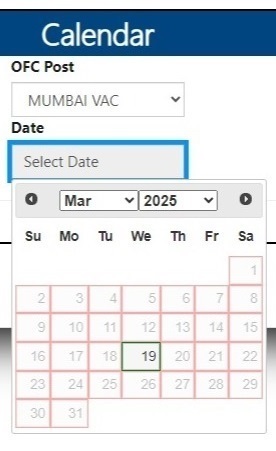 Calendar
OFC Post
MUMBAI VAC
Date
Select Date
Mar 2025
Su Mo Tu We Th Fr Sa
1
2 3 4 5 6 7 8
9 10 11 12 13 14 15
16 17 18 19 20 21 22
23 24 25 26 27 28 29
30 31